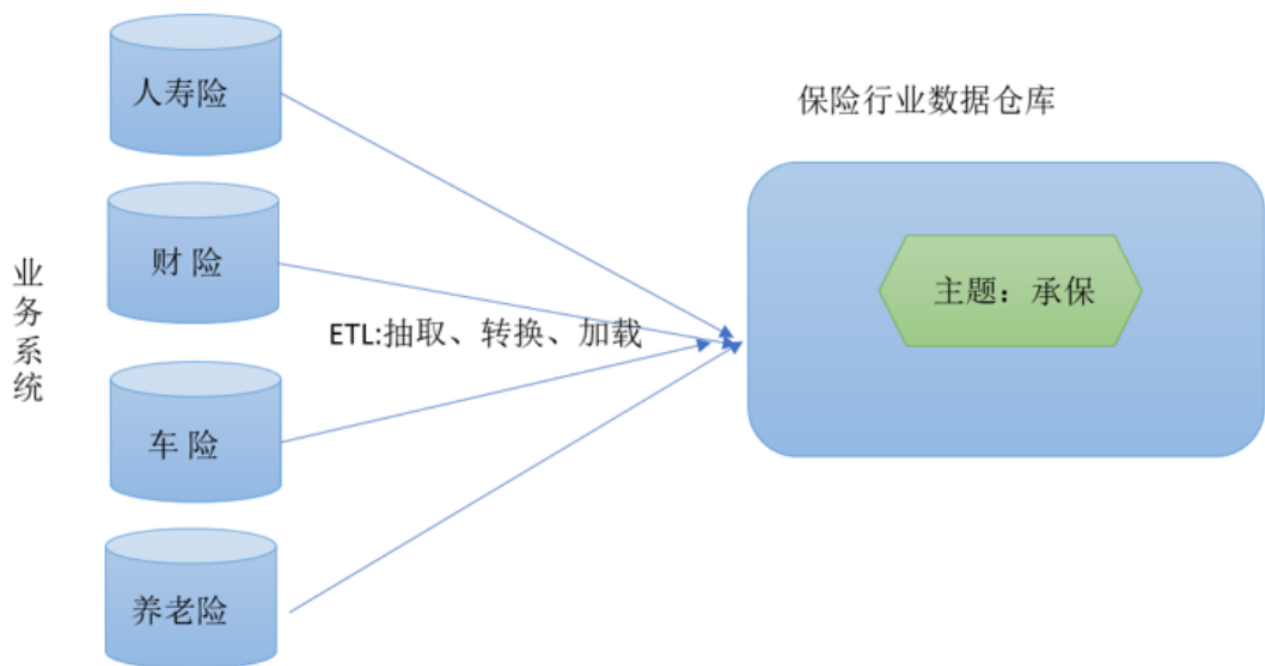 人寿险
保险行业数据仓库
财 险
业务系统
主题：承保
ETL:抽取、转换、加载
车 险
养老险